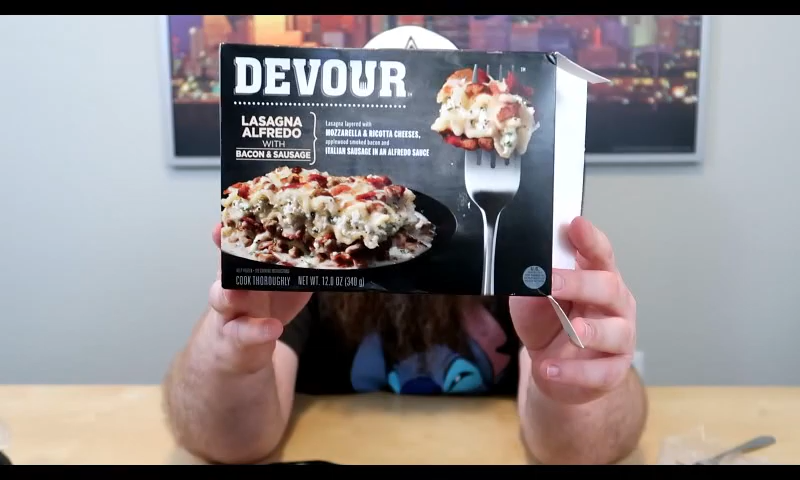 DEVOUR
LASAGNA
ALFREDO
WITH
BACON & SAUSAGE
Lasagna layered with
MOZZARELLA & RICOTTA CHEESES,
applewood smoked bacon and
ITALIAN SAUSAGE IN AN ALFREDO SAUCE
COOK THOROUGHLY NET WT. 12.0 OZ (340 g)